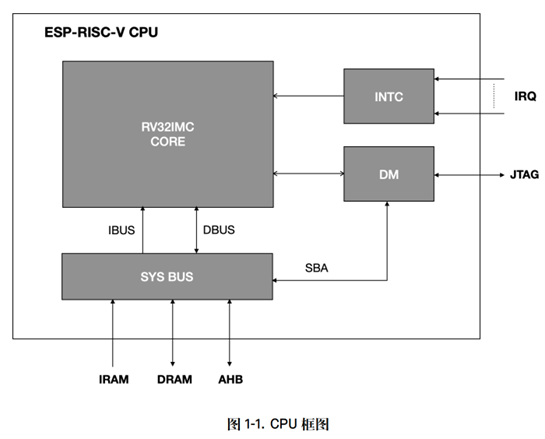 ESP-RISC-V CPU
RV32IMC
CORE
INTC
IRQ
DM
JTAG
IBUS
DBUS
SYS BUS
SBA
IRAM
DRAM
AHB
图 1-1. CPU 框图